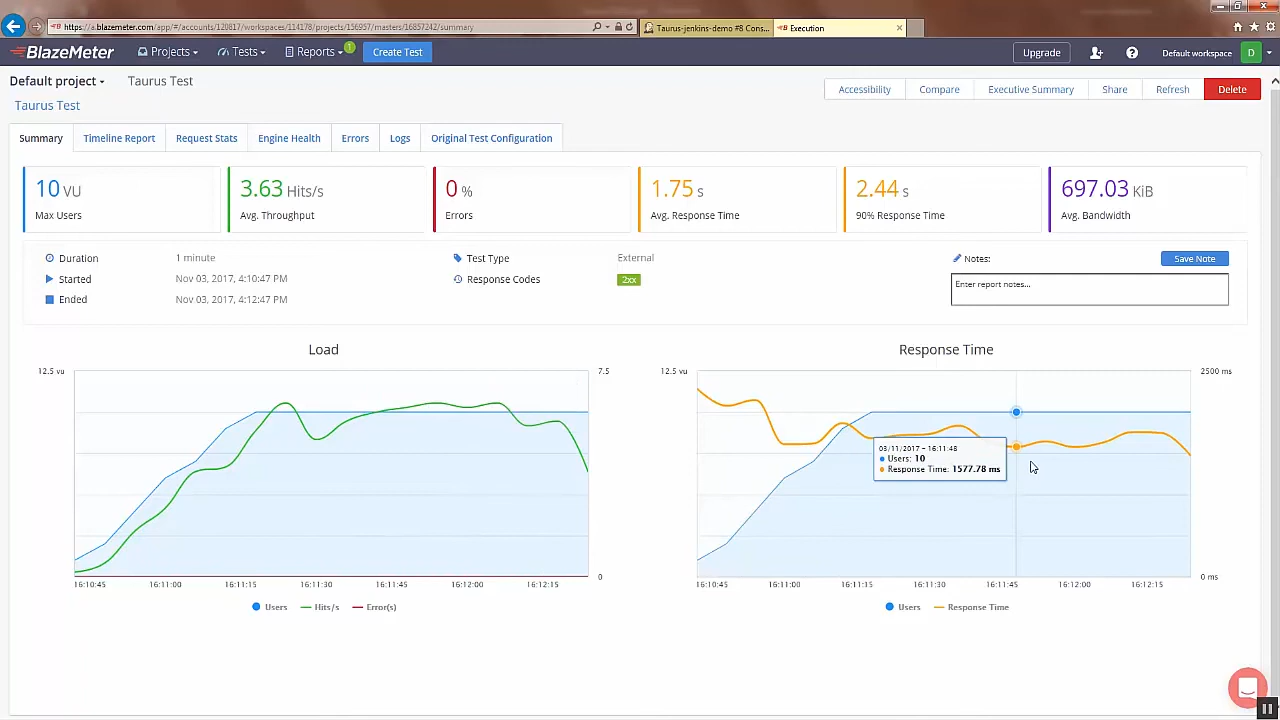 https://a.blazemeter.com/app/#/accounts/120817/workspaces/114178/projects/156957/masters/16857242/summary
Taurus-jenkins-demo #8 Cons...
Execution
BlazeMeter
Projects
Tests
Reports
1
Create Test
Upgrade
Default workspace
D
Default project
Taurus Test
Taurus Test
Accessibility
Compare
Executive Summary
Share
Refresh
Delete
Summary
Timeline Report
Request Stats
Engine Health
Errors
Logs
Original Test Configuration
10 VU
Max Users
3.63 Hits/s
Avg. Throughput
0 %
Errors
1.75 s
Avg. Response Time
2.44 s
90% Response Time
697.03 KiB
Avg. Bandwidth
Duration 1 minute
Started Nov 03, 2017, 4:10:47 PM
Ended Nov 03, 2017, 4:12:47 PM
Test Type External
Response Codes 2xx
Notes:
Save Note
Enter report notes...
Load
12.5 vu
7.5
0
16:10:45 16:11:00 16:11:15 16:11:30 16:11:45 16:12:00 16:12:15
Users Hits/s Error(s)
Response Time
12.5 vu
2500 ms
03/11/2017 - 16:11:48
Users: 10
Response Time: 1577.78 ms
0 ms
16:10:45 16:11:00 16:11:15 16:11:30 16:11:45 16:12:00 16:12:15
Users Response Time